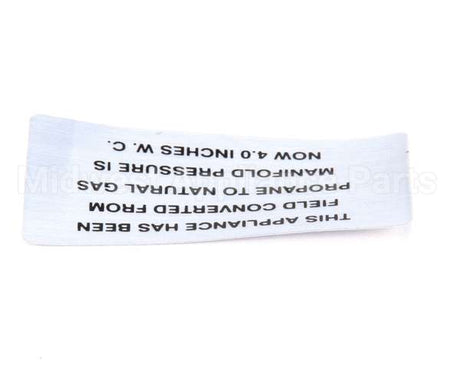 THIS APPLIANCE HAS BEEN
FIELD CONVERTED FROM
PROPANE TO NATURAL GAS
MANIFOLD PRESSURE IS
NOW 4.0 INCHES W. C.